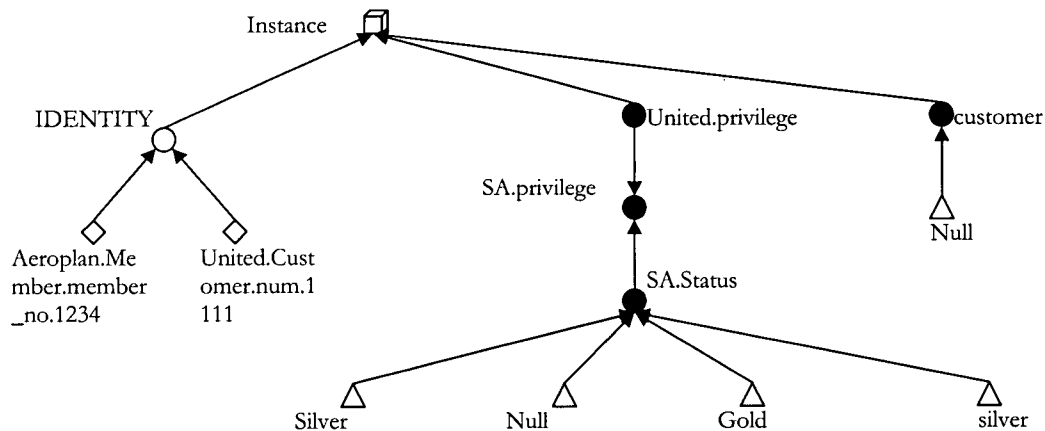 Instance
IDENTITY
United.privilege
customer
SA.privilege
Null
Aeroplan.Me
mber.member
_no.1234
United.Cust
omer.num.1
111
SA.Status
Silver
Null
Gold
silver